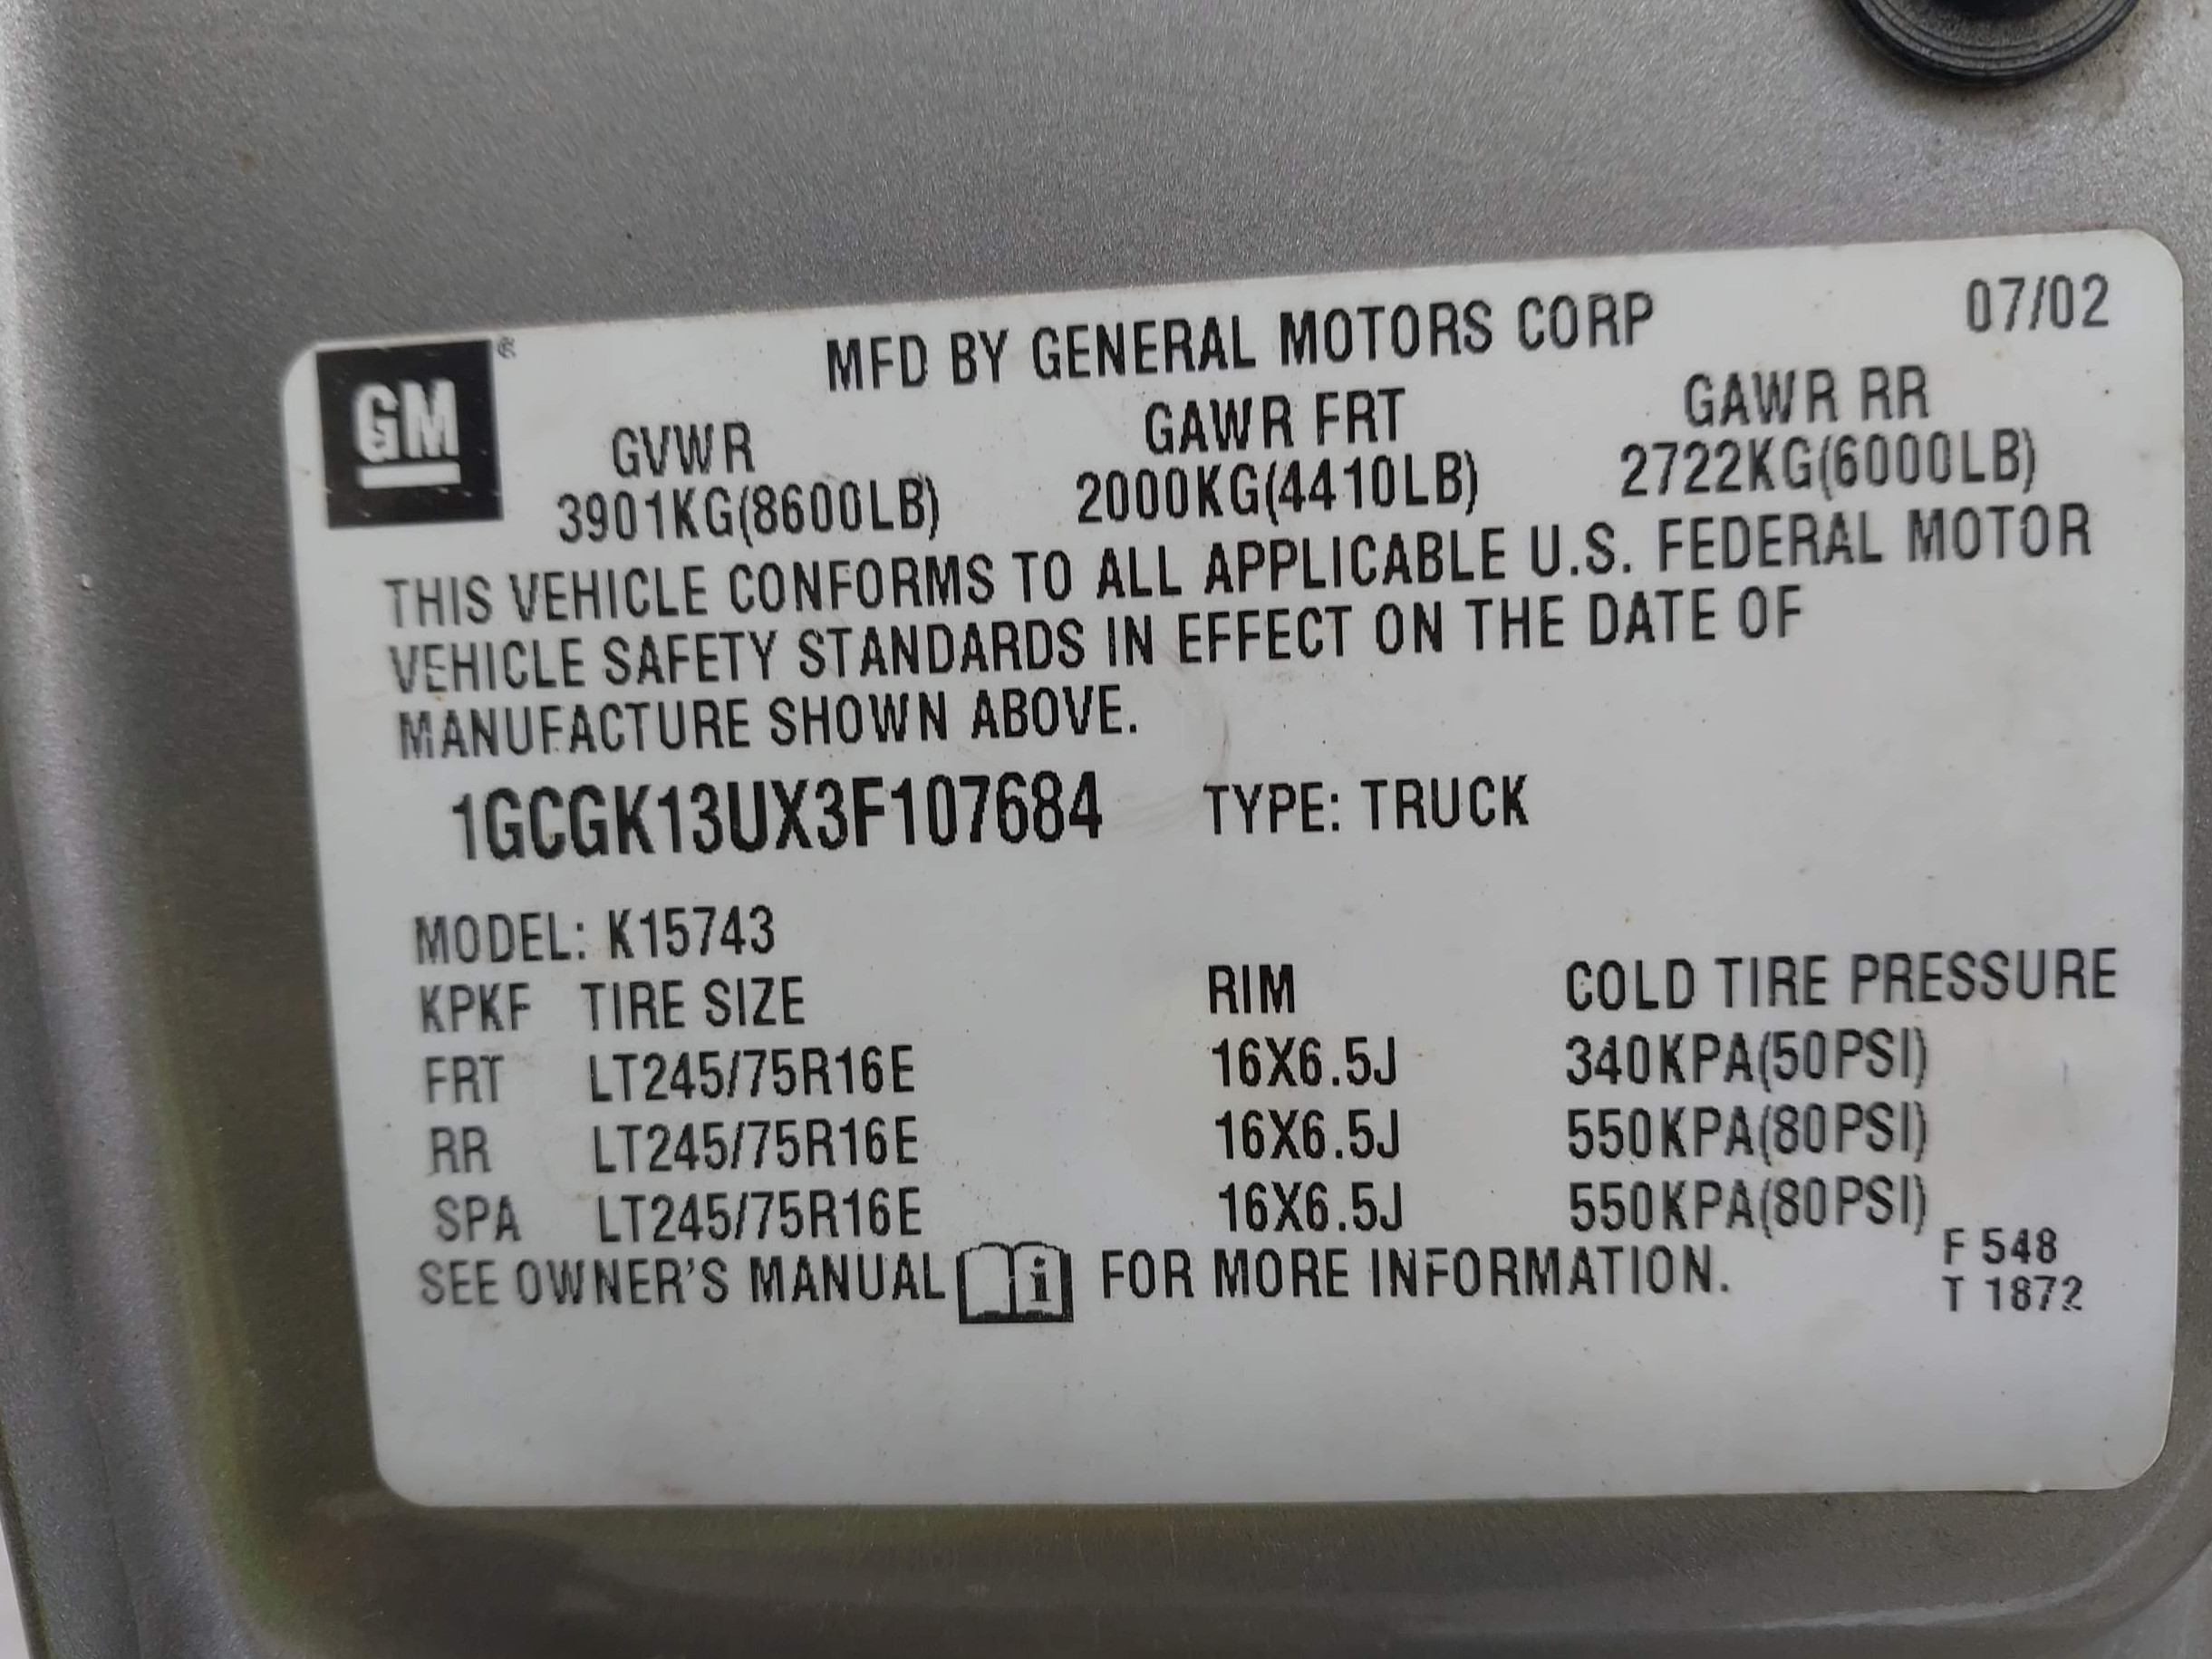 GM ®
MFD BY GENERAL MOTORS CORP 07/02
GVWR GAWR FRT GAWR RR
3901KG(8600LB) 2000KG(4410LB) 2722KG(6000LB)
THIS VEHICLE CONFORMS TO ALL APPLICABLE U.S. FEDERAL MOTOR
VEHICLE SAFETY STANDARDS IN EFFECT ON THE DATE OF
MANUFACTURE SHOWN ABOVE.
1GCGK13UX3F107684 TYPE: TRUCK
MODEL: K15743
KPKF TIRE SIZE RIM COLD TIRE PRESSURE
FRT LT245/75R16E 16X6.5J 340KPA(50PSI)
RR LT245/75R16E 16X6.5J 550KPA(80PSI)
SPA LT245/75R16E 16X6.5J 550KPA(80PSI)
SEE OWNER'S MANUAL i FOR MORE INFORMATION.
F 548
T 1872